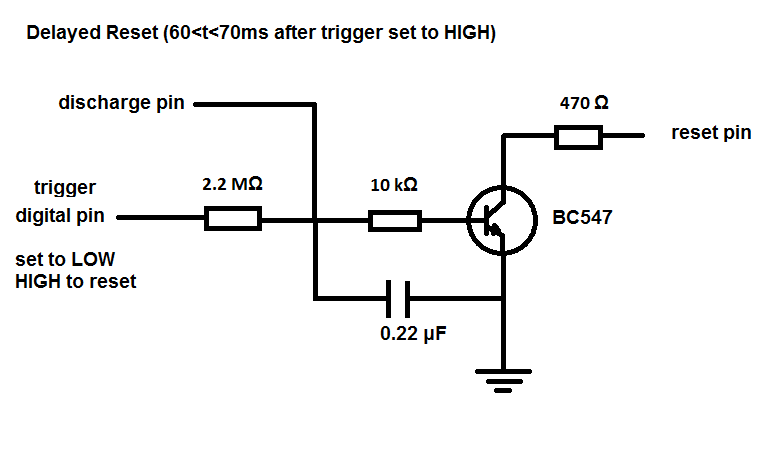 Delayed Reset (60<t<70ms after trigger set to HIGH)
discharge pin
470 Ω
reset pin
trigger
digital pin
2.2 MΩ
10 kΩ
BC547
set to LOW
HIGH to reset
0.22 µF